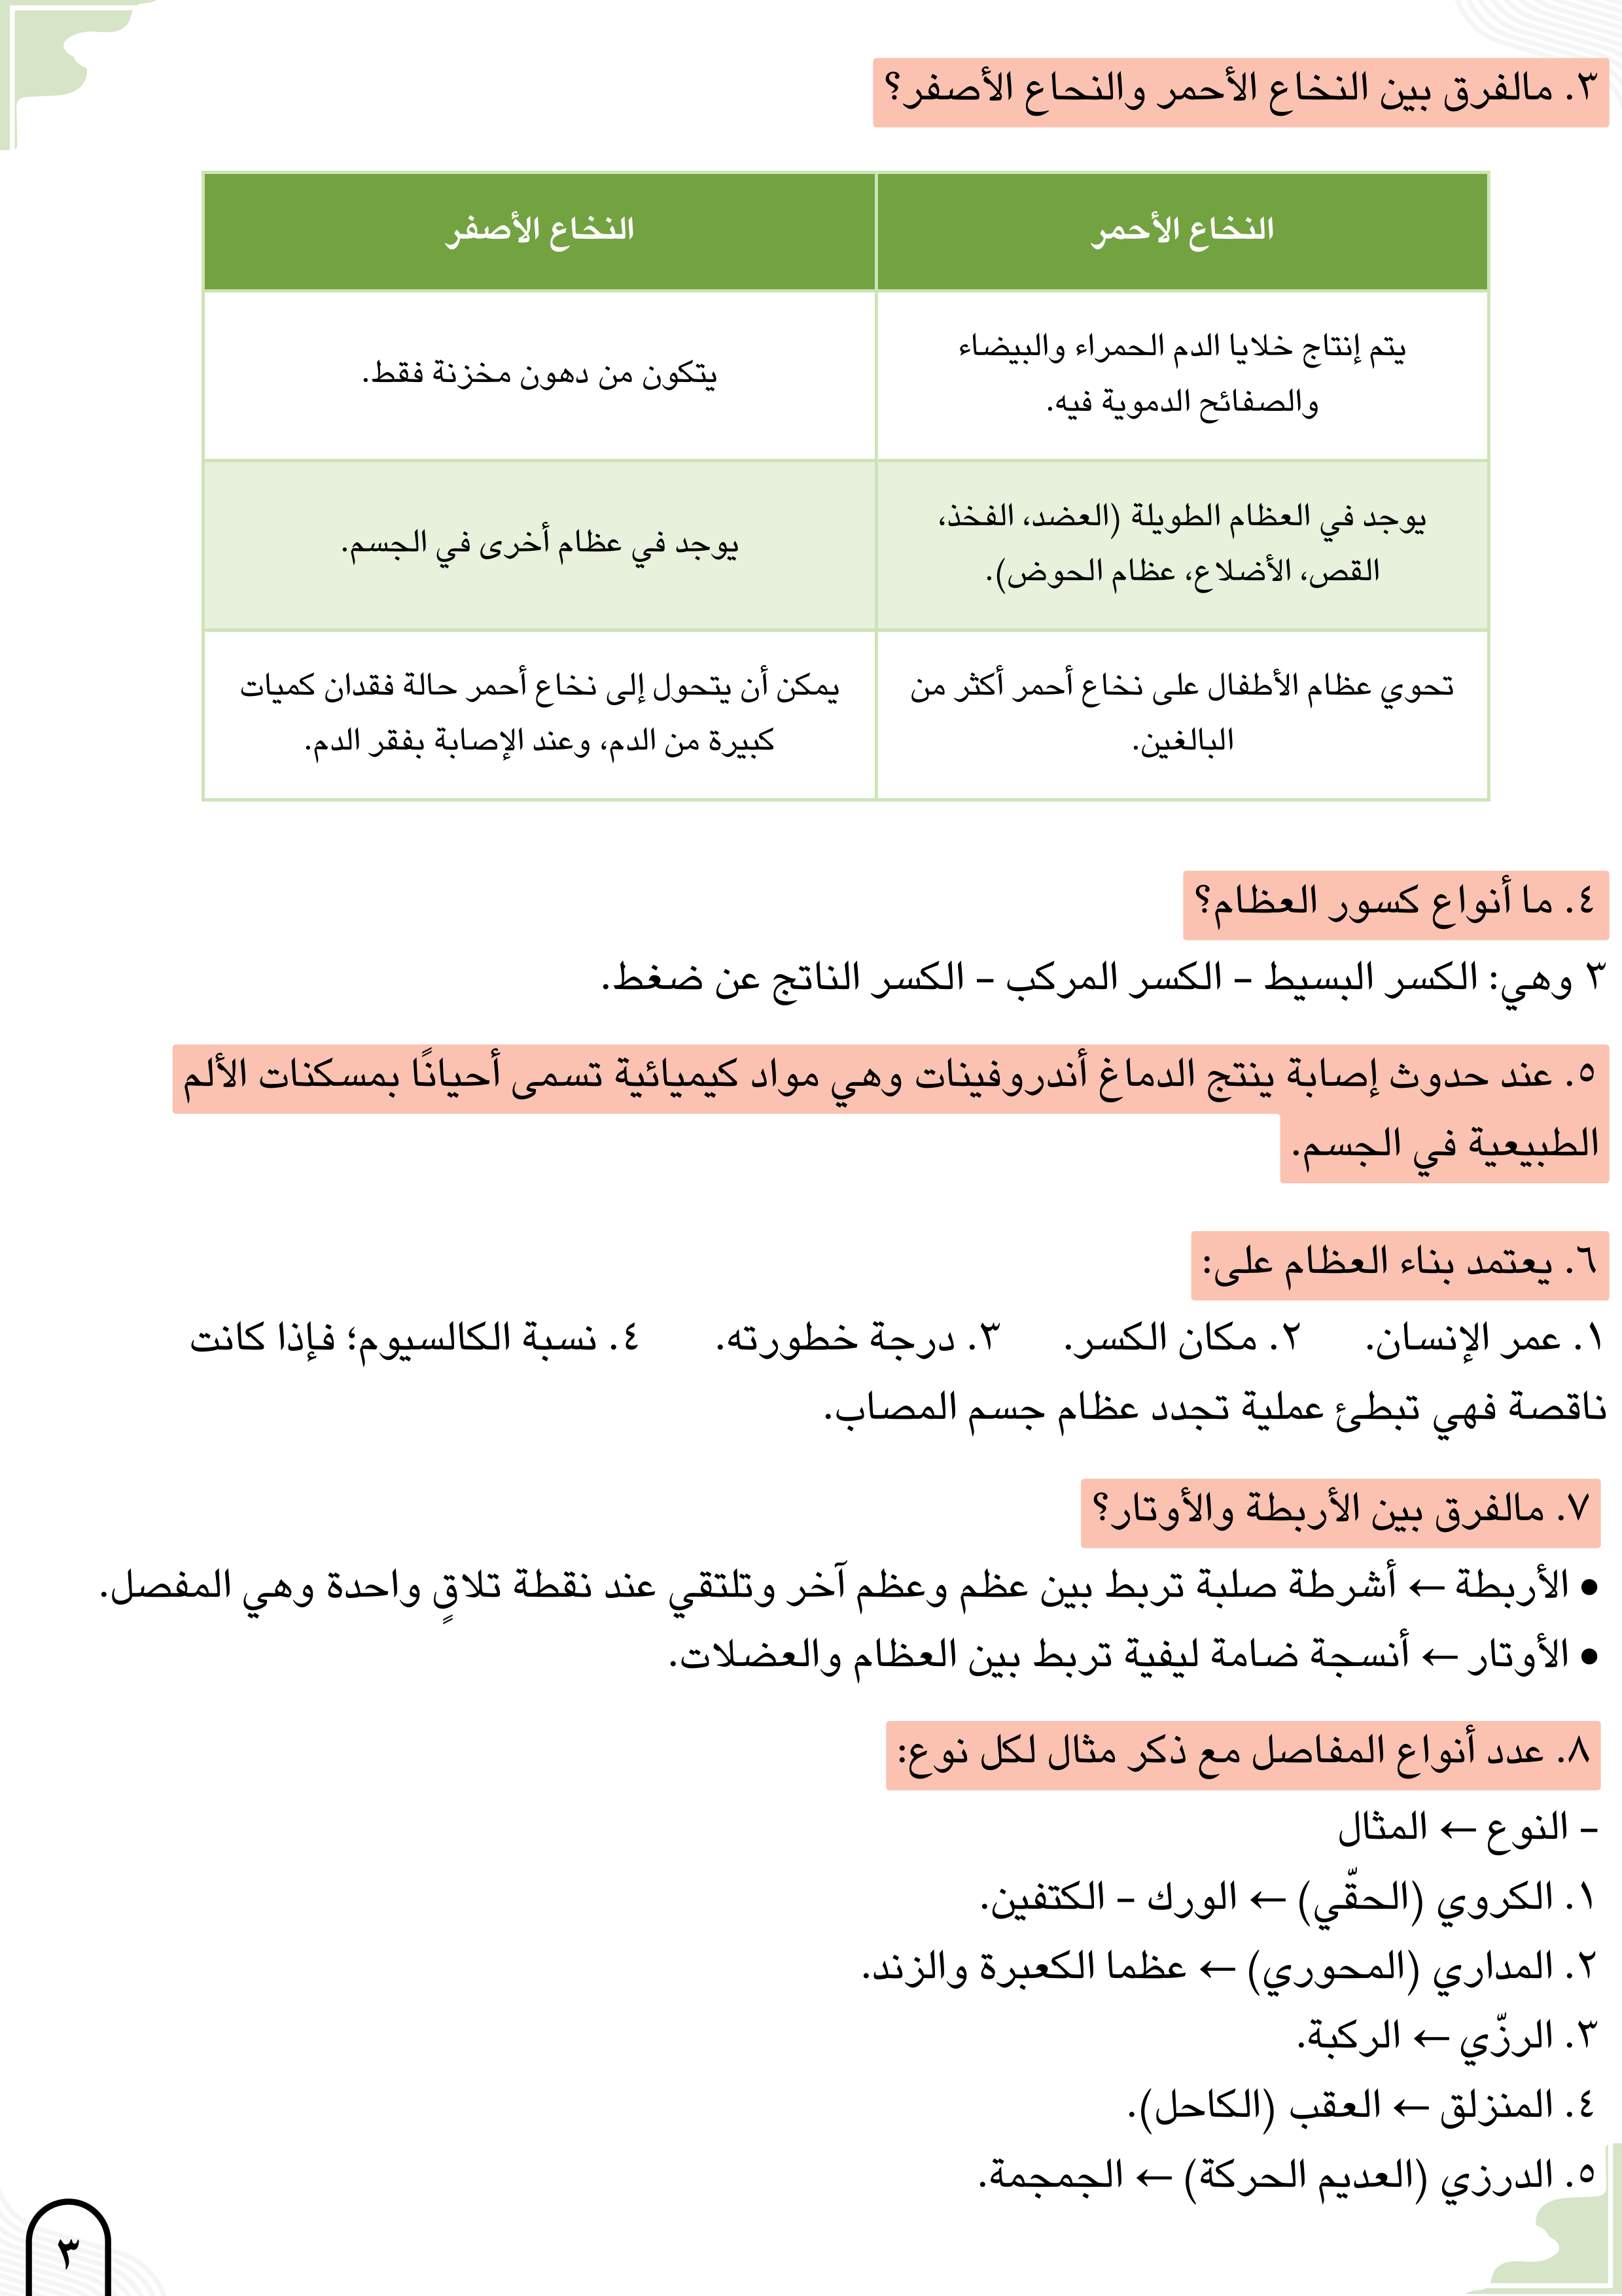 ٣. مالفرق بين النخاع الأحمر والنحاع الأصفر؟
النخاع الأحمر
النخاع الأصفر
يتم إنتاج خلايا الدم الحمراء والبيضاء
والصفائح الدموية فيه.
يتكون من دهون مخزنة فقط.
يوجد في العظام الطويلة (العضد، الفخذ،
القص، الأضلاع، عظام الحوض).
يوجد في عظام أخرى في الجسم.
تحوي عظام الأطفال على نخاع أحمر أكثر من
البالغين.
يمكن أن يتحول إلى نخاع أحمر حالة فقدان كميات
كبيرة من الدم، وعند الإصابة بفقر الدم.
٤. ما أنواع كسور العظام؟
٣ وهي: الكسر البسيط – الكسر المركب – الكسر الناتج عن ضغط.
٥. عند حدوث إصابة ينتج الدماغ أندروفينات وهي مواد كيميائية تسمى أحيانًا بمسكنات الألم
الطبيعية في الجسم.
٦. يعتمد بناء العظام على:
١. عمر الإنسان. ٢. مكان الكسر. ٣. درجة خطورته. ٤. نسبة الكالسيوم؛ فإذا كانت
ناقصة فهي تبطئ عملية تجدد عظام جسم المصاب.
٧. مالفرق بين الأربطة والأوتار؟
• الأربطة ← أشرطة صلبة تربط بين عظم وعظم آخر وتلتقي عند نقطة تلاقٍ واحدة وهي المفصل.
• الأوتار ← أنسجة ضامة ليفية تربط بين العظام والعضلات.
٨. عدد أنواع المفاصل مع ذكر مثال لكل نوع:
– النوع ← المثال
١. الكروي (الحقّي) ← الورك – الكتفين.
٢. المداري (المحوري) ← عظما الكعبرة والزند.
٣. الرزّي ← الركبة.
٤. المنزلق ← العقب (الكاحل).
٥. الدرزي (العديم الحركة) ← الجمجمة.
٣